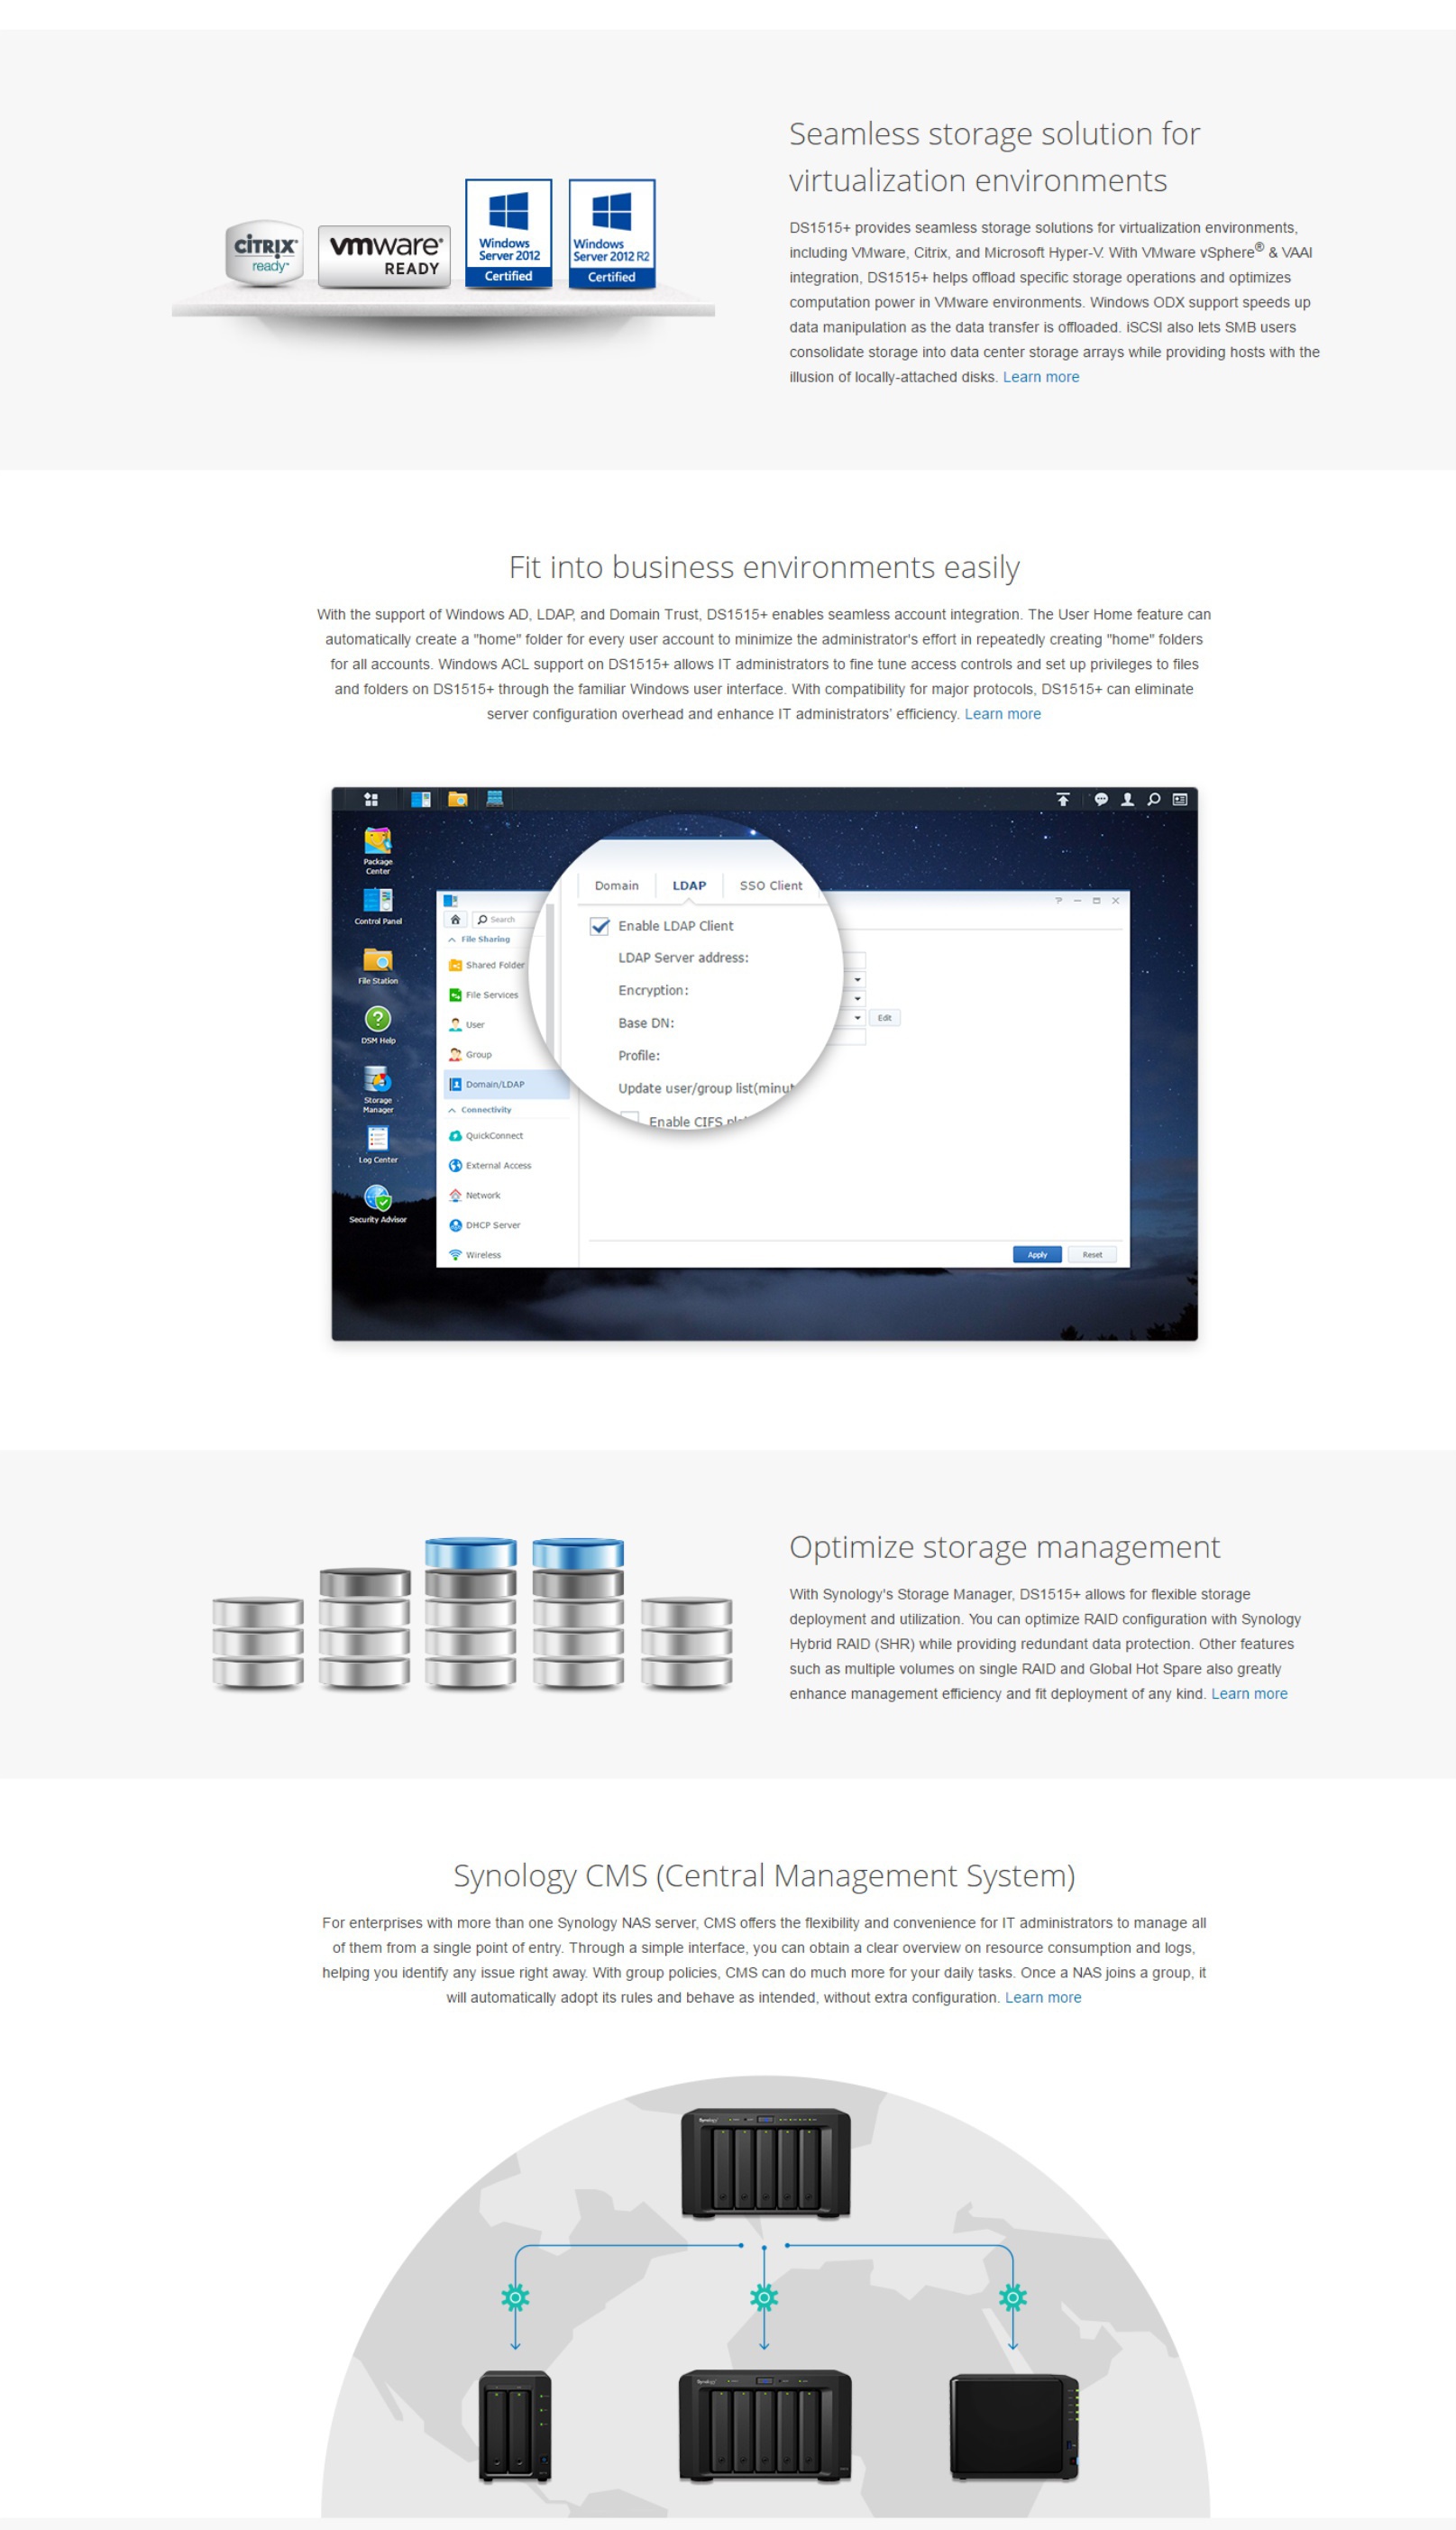 Seamless storage solution for
virtualization environments
CİTRIX®
ready™
vmware®
READY
Windows
Server 2012
Certified
Windows
Server 2012 R2
Certified
DS1515+ provides seamless storage solutions for virtualization environments,
including VMware, Citrix, and Microsoft Hyper-V. With VMware vSphere® & VAAI
integration, DS1515+ helps offload specific storage operations and optimizes
computation power in VMware environments. Windows ODX support speeds up
data manipulation as the data transfer is offloaded. iSCSI also lets SMB users
consolidate storage into data center storage arrays while providing hosts with the
illusion of locally-attached disks. Learn more
Fit into business environments easily
With the support of Windows AD, LDAP, and Domain Trust, DS1515+ enables seamless account integration. The User Home feature can
automatically create a "home" folder for every user account to minimize the administrator's effort in repeatedly creating "home" folders
for all accounts. Windows ACL support on DS1515+ allows IT administrators to fine tune access controls and set up privileges to files
and folders on DS1515+ through the familiar Windows user interface. With compatibility for major protocols, DS1515+ can eliminate
server configuration overhead and enhance IT administrators' efficiency. Learn more
Package
Center
Control Panel
File Station
DSM Help
Storage
Manager
Log Center
Security Advisor
Search
File Sharing
Shared Folder
File Services
User
Group
Domain/LDAP
Connectivity
QuickConnect
External Access
Network
DHCP Server
Wireless
Domain LDAP SSO Client
Enable LDAP Client
LDAP Server address:
Encryption:
Base DN:
Profile:
Update user/group list(minut
Enable CIFS
Edit
Apply Reset
Optimize storage management
With Synology's Storage Manager, DS1515+ allows for flexible storage
deployment and utilization. You can optimize RAID configuration with Synology
Hybrid RAID (SHR) while providing redundant data protection. Other features
such as multiple volumes on single RAID and Global Hot Spare also greatly
enhance management efficiency and fit deployment of any kind. Learn more
Synology CMS (Central Management System)
For enterprises with more than one Synology NAS server, CMS offers the flexibility and convenience for IT administrators to manage all
of them from a single point of entry. Through a simple interface, you can obtain a clear overview on resource consumption and logs,
helping you identify any issue right away. With group policies, CMS can do much more for your daily tasks. Once a NAS joins a group, it
will automatically adopt its rules and behave as intended, without extra configuration. Learn more
Synology
Synology